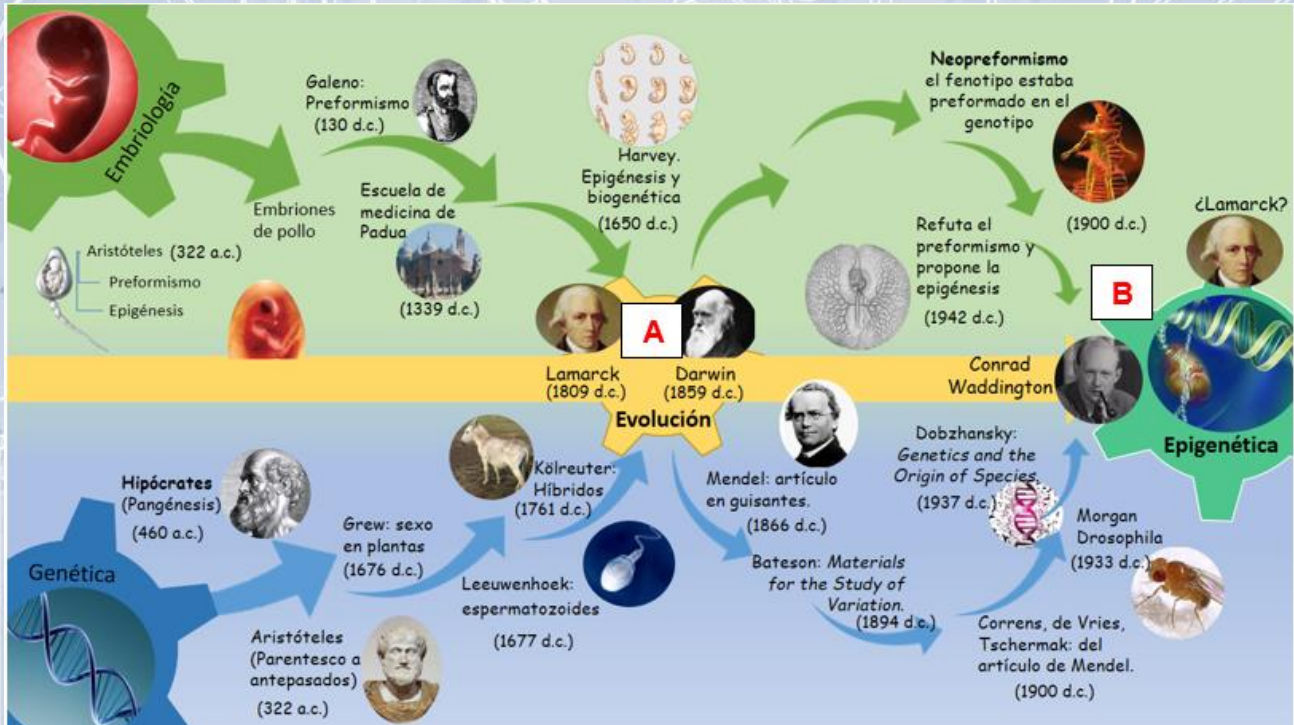 Embriología
Galeno:
Preformismo
(130 d.c.)
Embriones
de pollo
Escuela de
medicina de
Padua
(1339 d.c.)
Aristóteles (322 a.c.)
Preformismo
Epigénesis
Harvey.
Epigénesis y
biogenética
(1650 d.c.)
Neopreformismo
el fenotipo estaba
preformado en el
genotipo
(1900 d.c.)
Refuta el
preformismo y
propone la
epigénesis
(1942 d.c.)
¿Lamarck?
A
B
Lamarck
(1809 d.c.)
Darwin
(1859 d.c.)
Evolución
Conrad
Waddington
Epigenética
Genética
Hipócrates
(Pangénesis)
(460 a.c.)
Aristóteles
(Parentesco a
antepasados)
(322 a.c.)
Grew: sexo
en plantas
(1676 d.c.)
Kölreuter:
Híbridos
(1761 d.c.)
Leeuwenhoek:
espermatozoides
(1677 d.c.)
Mendel: artículo
en guisantes.
(1866 d.c.)
Bateson: Materials
for the Study of
Variation.
(1894 d.c.)
Dobzhansky:
Genetics and the
Origin of Species.
(1937 d.c.)
Morgan
Drosophila
(1933 d.c.)
Correns, de Vries,
Tschermak: del
artículo de Mendel.
(1900 d.c.)